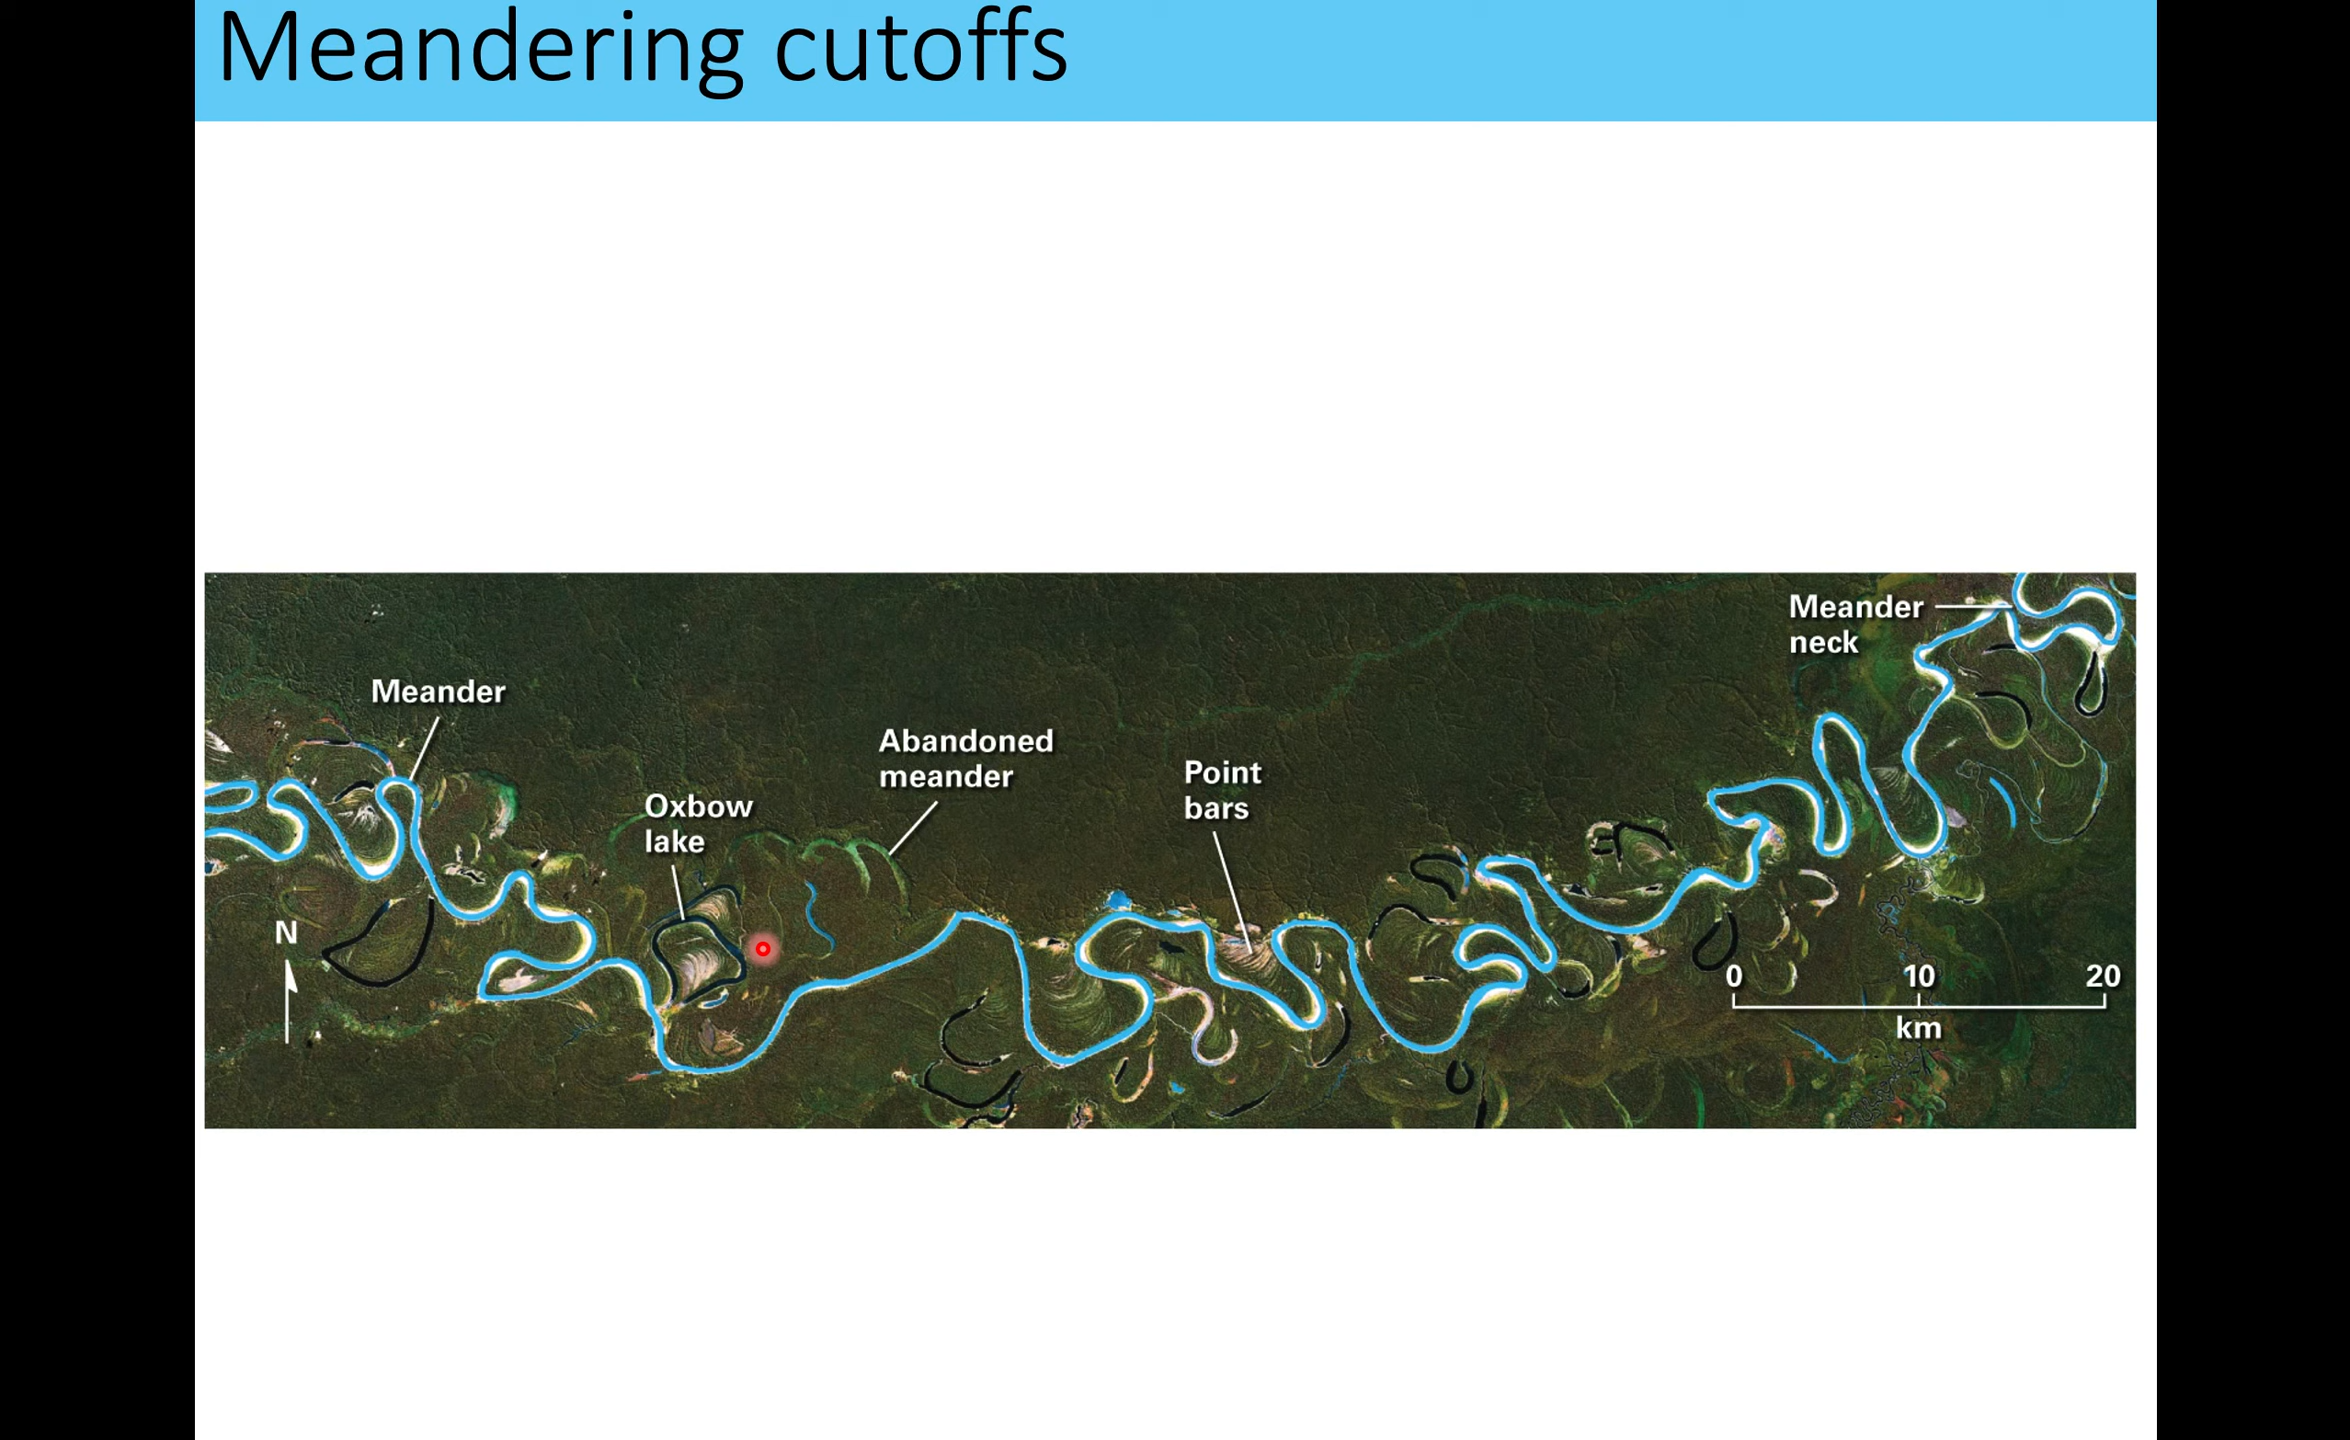 Meandering cutoffs
Meander
neck
Meander
Abandoned
meander
Point
bars
Oxbow
lake
N
0 10 20
km